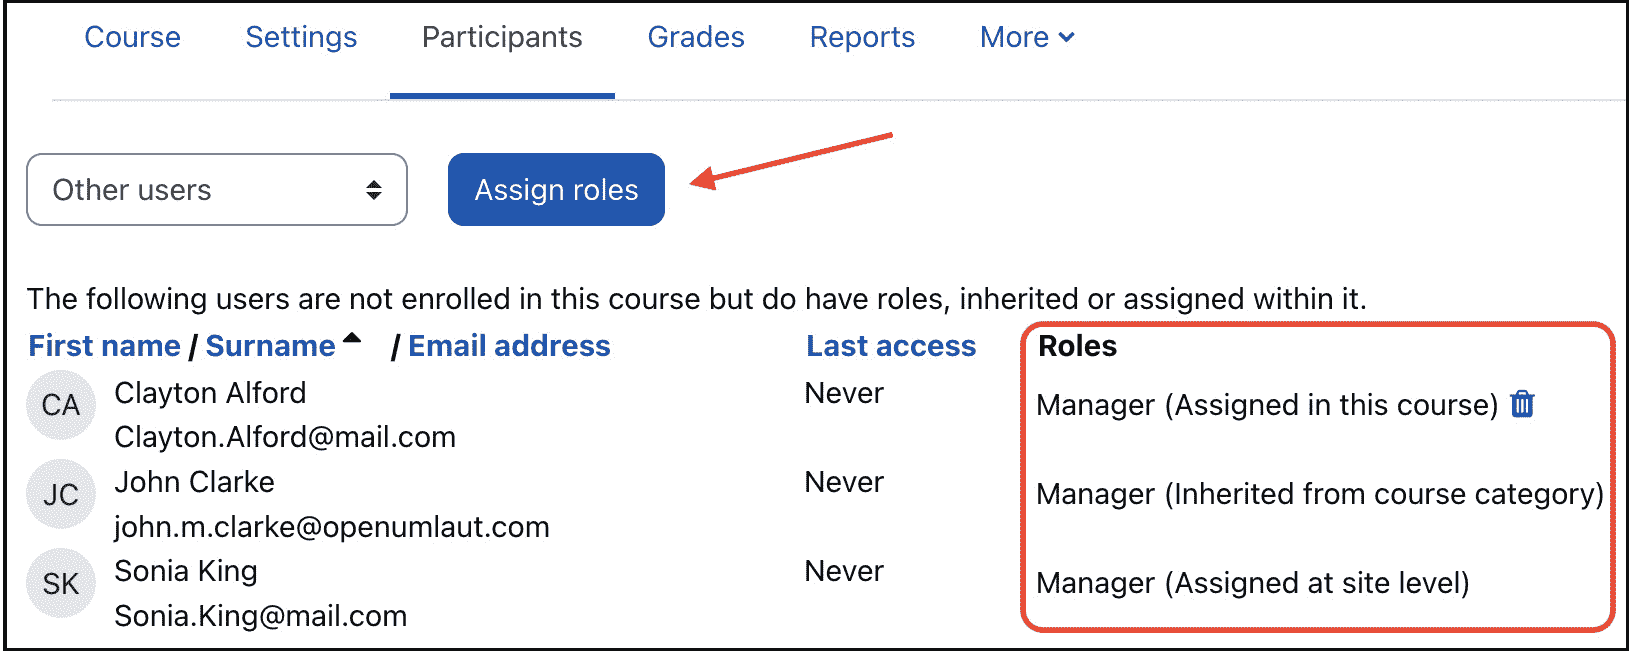 Course Settings Participants Grades Reports More
Other users Assign roles
The following users are not enrolled in this course but do have roles, inherited or assigned within it.
First name / Surname / Email address Last access Roles
CA Clayton Alford Never Manager (Assigned in this course)
Clayton.Alford@mail.com
JC John Clarke Never Manager (Inherited from course category)
john.m.clarke@openumlaut.com
SK Sonia King Never Manager (Assigned at site level)
Sonia.King@mail.com